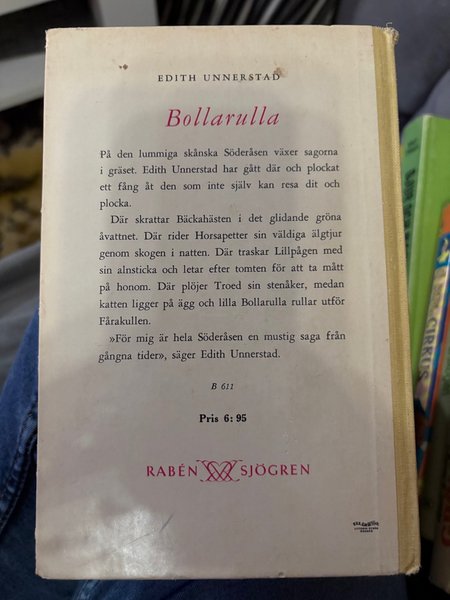 EDITH UNNERSTAD
Bollarulla
På den lummiga skånska Söderåsen växer sagorna
i gräset. Edith Unnerstad har gått där och plockat
ett fång åt den som inte själv kan resa dit och
plocka.
Där skrattar Bäckahästen i det glidande gröna
åvattnet. Där rider Horsapetter sin väldiga älgtjur
genom skogen i natten. Där traskar Lillpågen med
sin alnsticka och letar efter tomten för att ta mått
på honom. Där plöjer Troed sin stenåker, medan
katten ligger på ägg och lilla Bollarulla rullar utför
Fårakullen.
»För mig är hela Söderåsen en mustig saga från
gångna tider», säger Edith Unnerstad.
B 611
Pris 6: 95
RABÉN SJÖGREN
CIRKUS